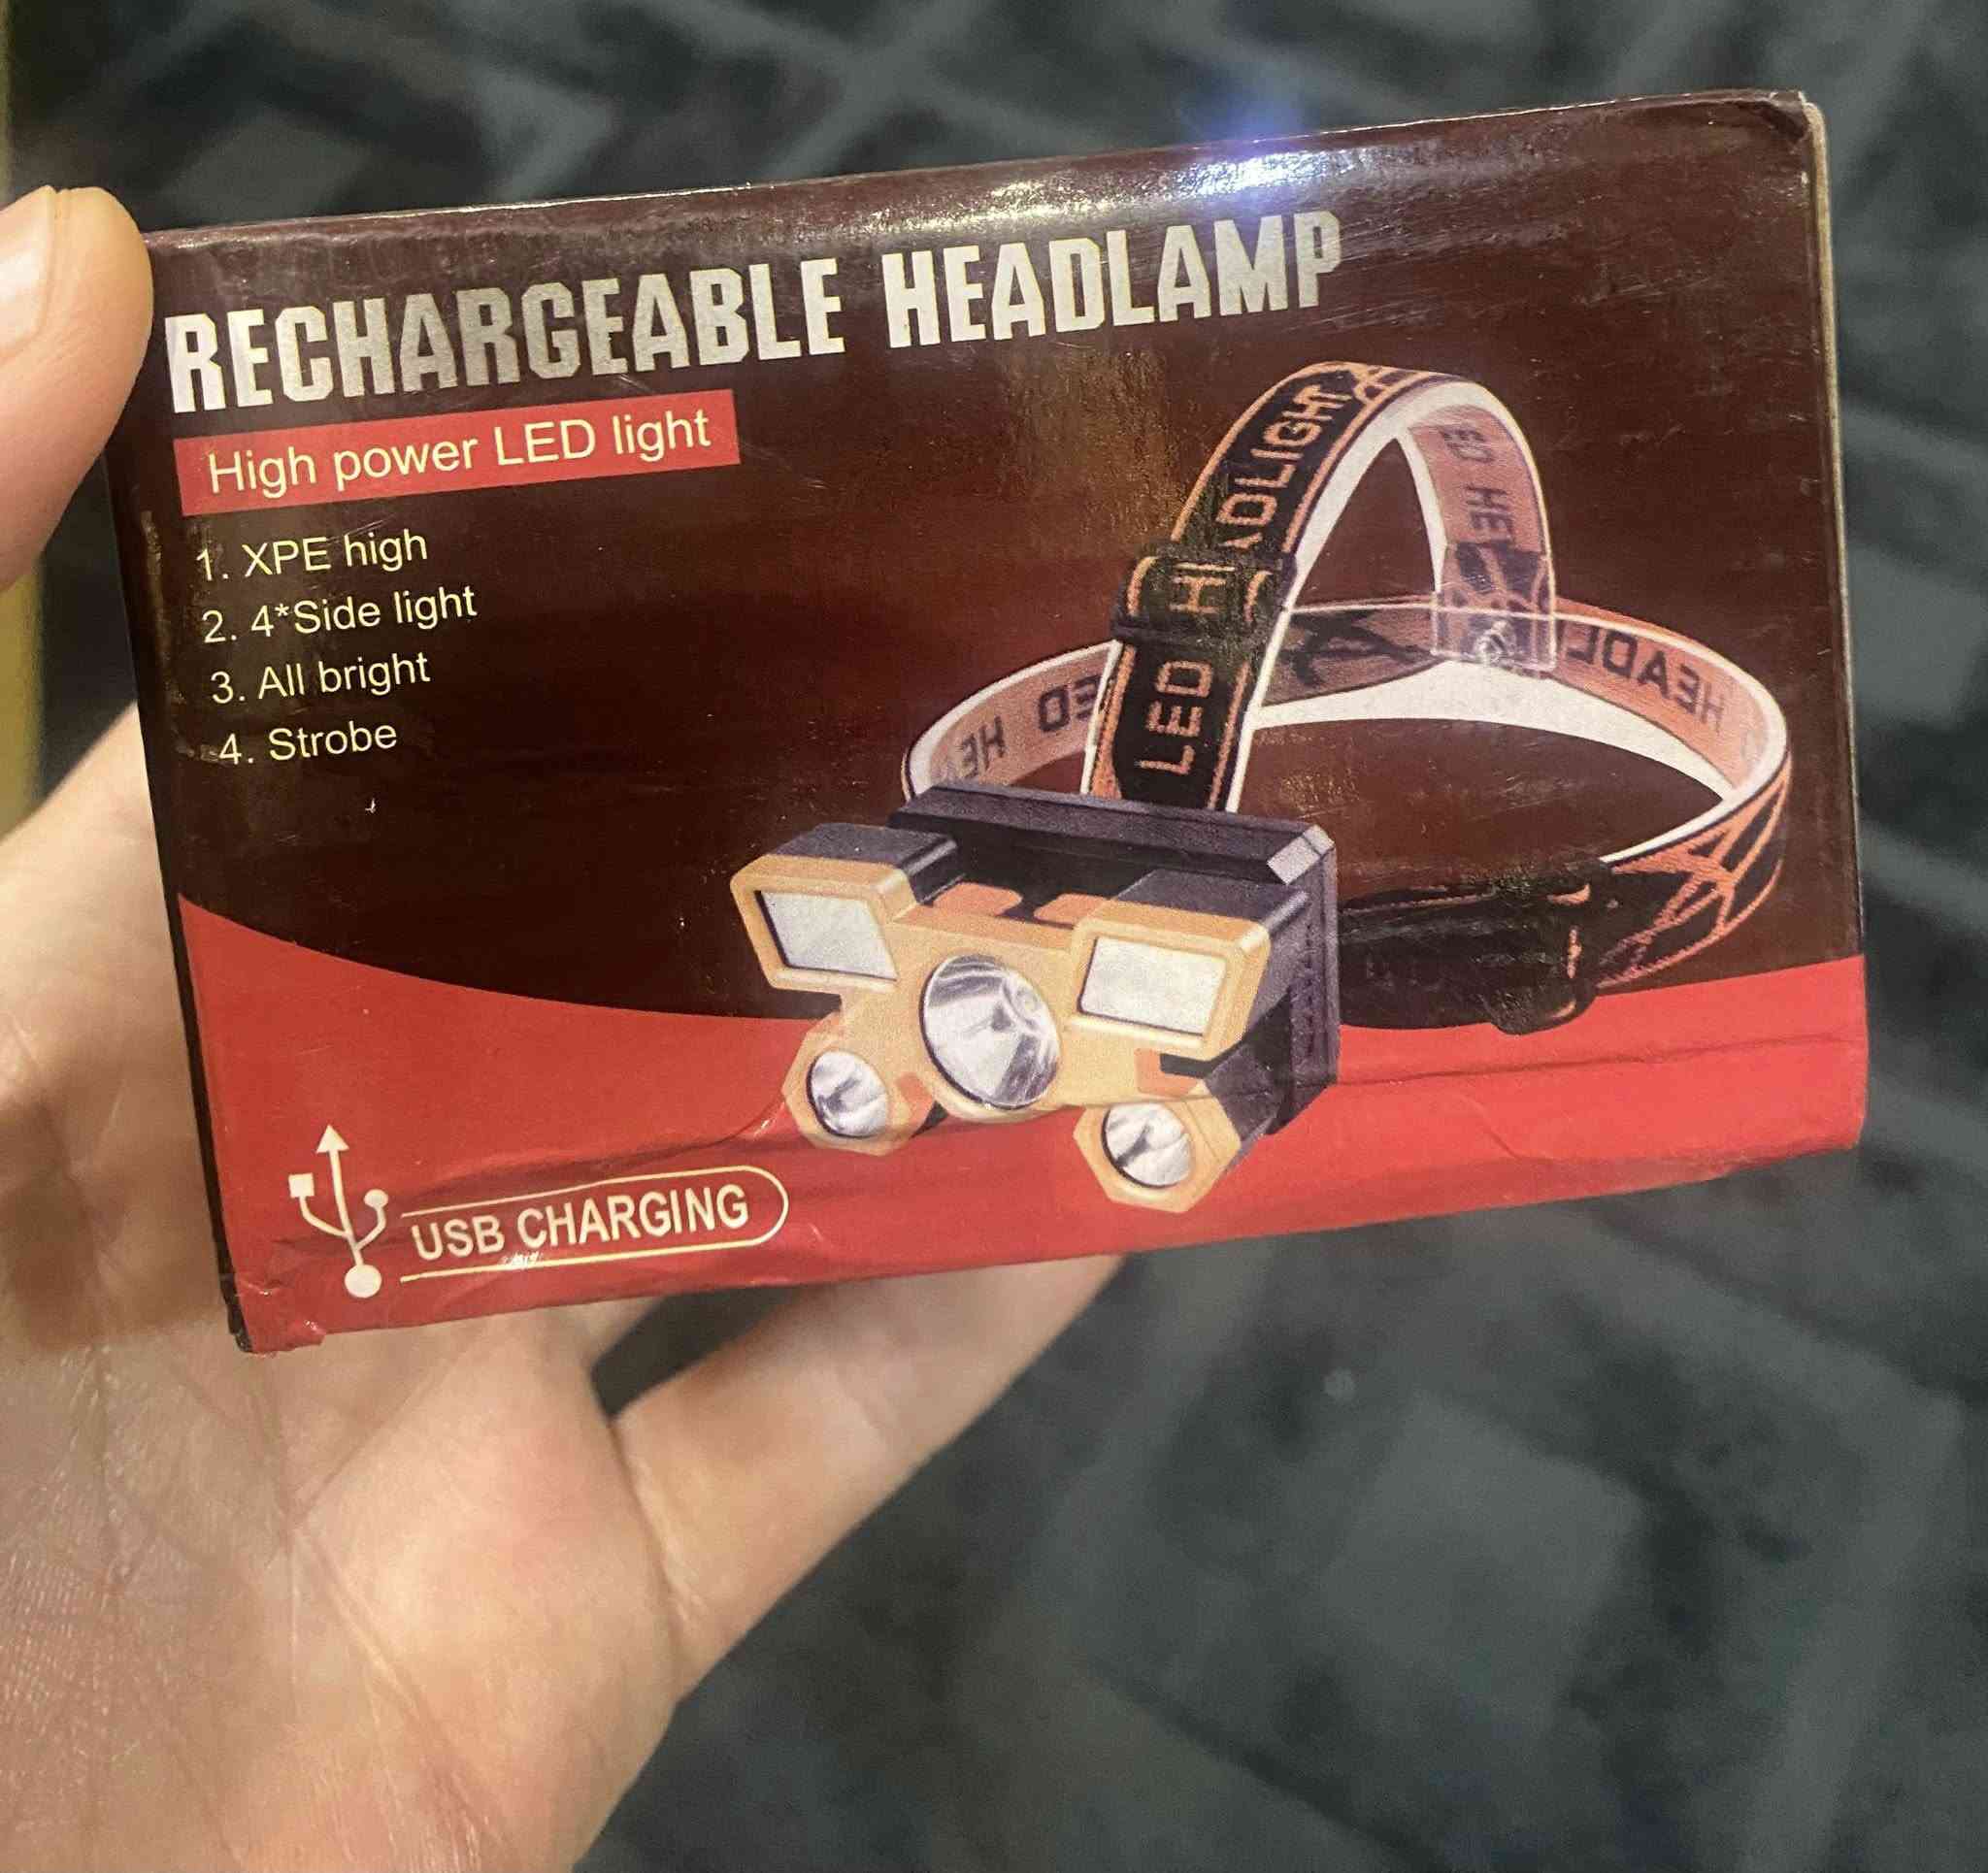 RECHARGEABLE HEADLAMP
High power LED light
1. XPE high
2. 4*Side light
3. All bright
4. Strobe
LED
USB CHARGING